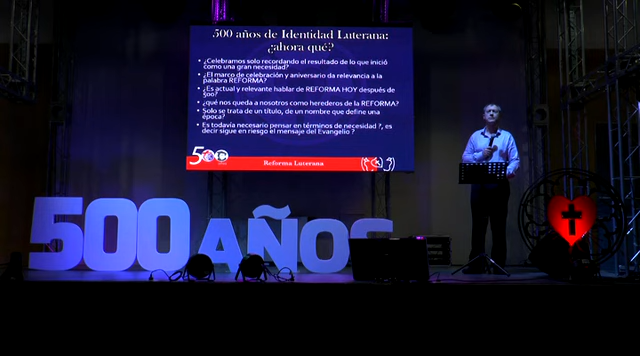 500 años de Identidad Luterana:
¿ahora qué?
• ¿Celebramos solo recordando el resultado de lo que inició
como una gran necesidad?
• ¿El marco de celebración y aniversario da relevancia a la
palabra REFORMA?
• ¿Es actual y relevante hablar de REFORMA HOY después de
500?
• ¿qué nos queda a nosotros como herederos de la REFORMA?
• Solo se trata de un título, de un nombre que define una
época?
• Es todavía necesario pensar en términos de necesidad ?, es
decir sigue en riesgo el mensaje del Evangelio ?
500
Reforma Luterana
500 AÑOS